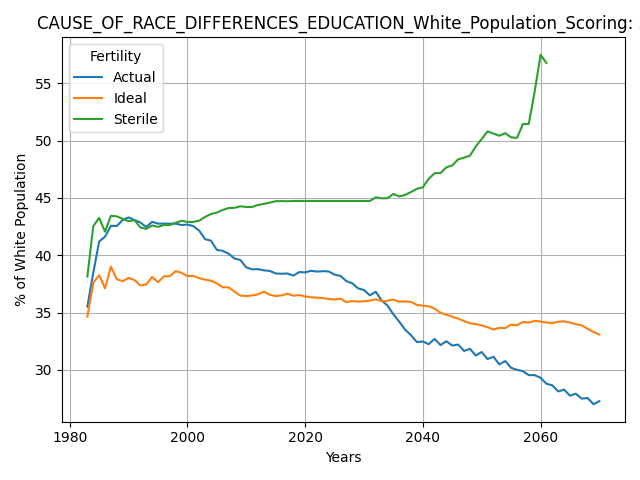 CAUSE_OF_RACE_DIFFERENCES_EDUCATION_White_Population_Scoring:
Fertility
Actual
Ideal
Sterile
% of White Population
55
50
45
40
35
30
1980
2000
2020
2040
2060
Years